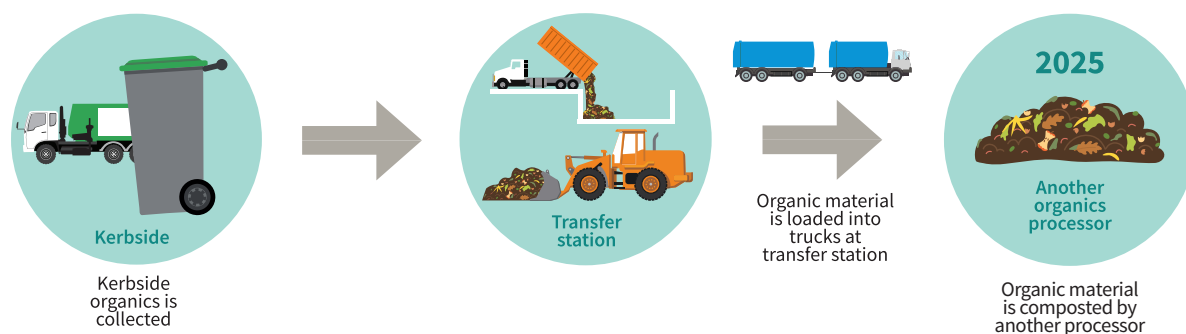 Kerbside
Kerbside
organics is
collected
Transfer
station
Organic material
is loaded into
trucks at
transfer station
2025
Another
organics
processor
Organic material
is composted by
another processor